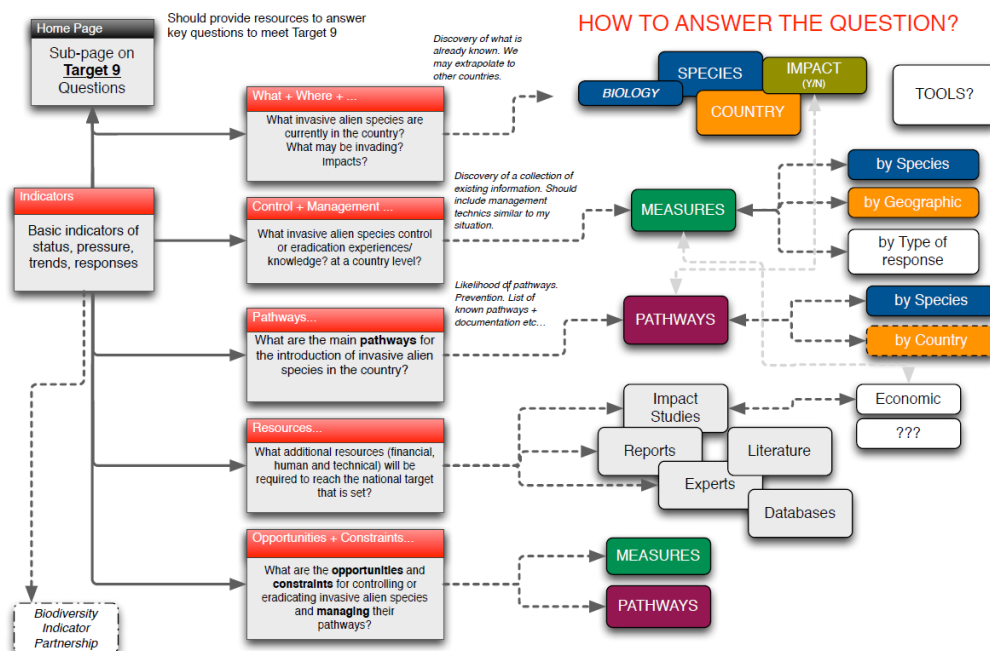 Home Page
Sub-page on
Target 9
Questions
Should provide resources to answer
key questions to meet Target 9
Indicators
Basic indicators of
status, pressure,
trends, responses
Biodiversity
Indicator
Partnership
What + Where + ...
What invasive alien species are
currently in the country?
What may be invading?
Impacts?
Control + Management ...
What invasive alien species control
or eradication experiences/
knowledge? at a country level?
Pathways...
What are the main pathways for
the introduction of invasive alien
species in the country?
Resources...
What additional resources (financial,
human and technical) will be
required to reach the national target
that is set?
Opportunities + Constraints...
What are the opportunities and
constraints for controlling or
eradicating invasive alien species
and managing their
pathways?
Discovery of what is
already known. We
may extrapolate to
other countries.
Discovery of a collection of
existing information. Should
include management
technics similar to my
situation.
Likelihood of pathways.
Prevention. List of
known pathways +
documentation etc...
HOW TO ANSWER THE QUESTION?
BIOLOGY
SPECIES
IMPACT
(Y/N)
COUNTRY
TOOLS?
MEASURES
by Species
by Geographic
by Type of
response
PATHWAYS
by Species
by Country
Impact
Studies
Economic
???
Reports
Literature
Experts
Databases
MEASURES
PATHWAYS